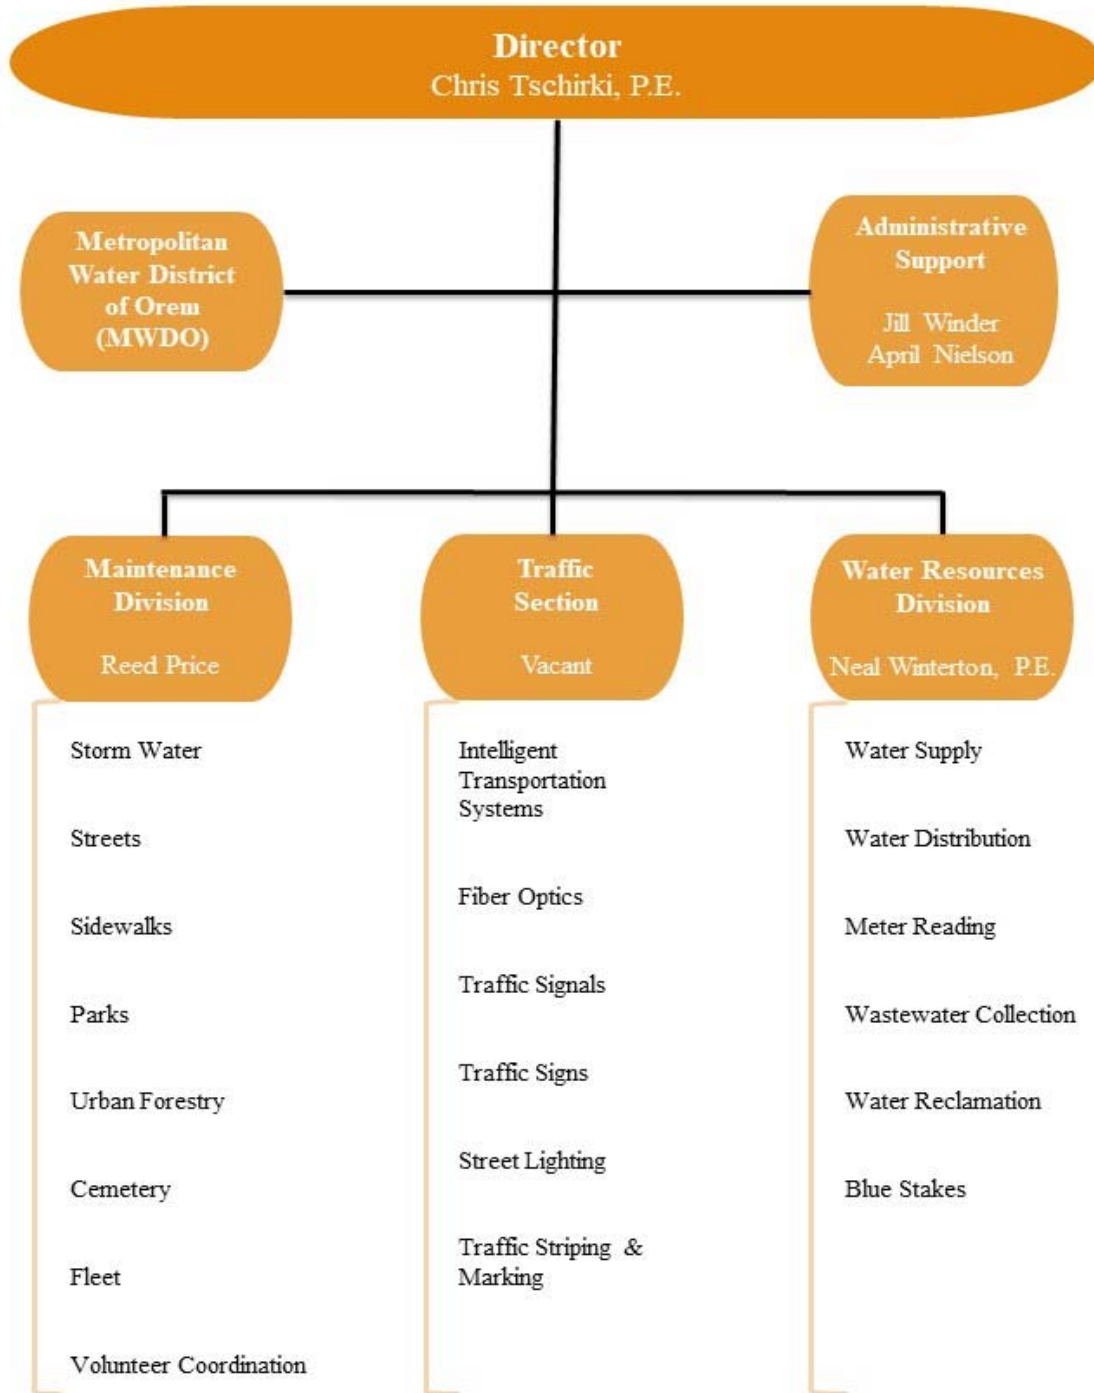 Director
Chris Tschirki, P.E.
Metropolitan
Water District
of Orem
(MWDO)
Administrative
Support
Jill Winder
April Nielson
Maintenance
Division
Reed Price
Traffic
Section
Vacant
Water Resources
Division
Neal Winterton, P.E.
Storm Water
Streets
Sidewalks
Parks
Urban Forestry
Cemetery
Fleet
Volunteer Coordination
Intelligent
Transportation
Systems
Fiber Optics
Traffic Signals
Traffic Signs
Street Lighting
Traffic Striping &
Marking
Water Supply
Water Distribution
Meter Reading
Wastewater Collection
Water Reclamation
Blue Stakes